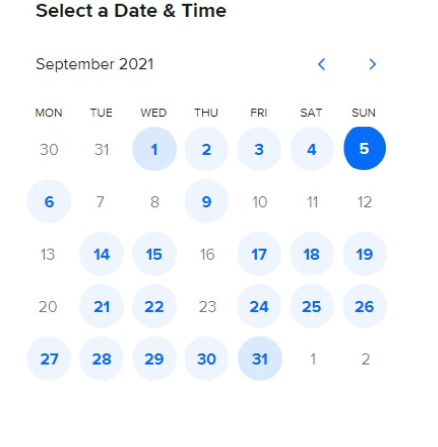 Select a Date & Time
September 2021
MON TUE WED THU FRI SAT SUN
30 31 1 2 3 4 5
6 7 8 9 10 11 12
13 14 15 16 17 18 19
20 21 22 23 24 25 26
27 28 29 30 31 1 2